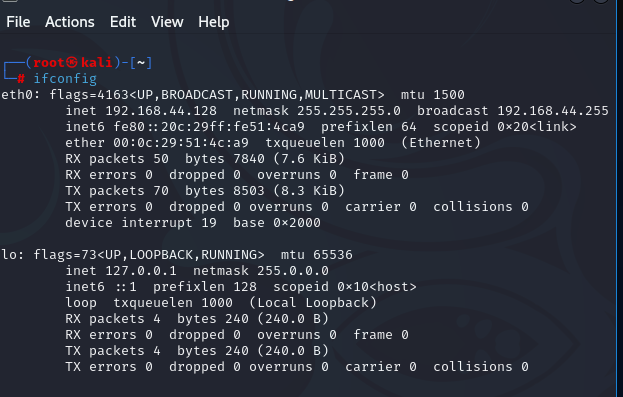 File Actions Edit View Help
┌──(root㉿kali)-[~]
└─# ifconfig
eth0: flags=4163<UP,BROADCAST,RUNNING,MULTICAST>  mtu 1500
        inet 192.168.44.128  netmask 255.255.255.0  broadcast 192.168.44.255
        inet6 fe80::20c:29ff:fe51:4ca9  prefixlen 64  scopeid 0×20<link>
        ether 00:0c:29:51:4c:a9  txqueuelen 1000  (Ethernet)
        RX packets 50  bytes 7840 (7.6 KiB)
        RX errors 0  dropped 0  overruns 0  frame 0
        TX packets 70  bytes 8503 (8.3 KiB)
        TX errors 0  dropped 0 overruns 0  carrier 0  collisions 0
        device interrupt 19  base 0×2000
lo: flags=73<UP,LOOPBACK,RUNNING>  mtu 65536
        inet 127.0.0.1  netmask 255.0.0.0
        inet6 ::1  prefixlen 128  scopeid 0×10<host>
        loop  txqueuelen 1000  (Local Loopback)
        RX packets 4  bytes 240 (240.0 B)
        RX errors 0  dropped 0  overruns 0  frame 0
        TX packets 4  bytes 240 (240.0 B)
        TX errors 0  dropped 0 overruns 0  carrier 0  collisions 0